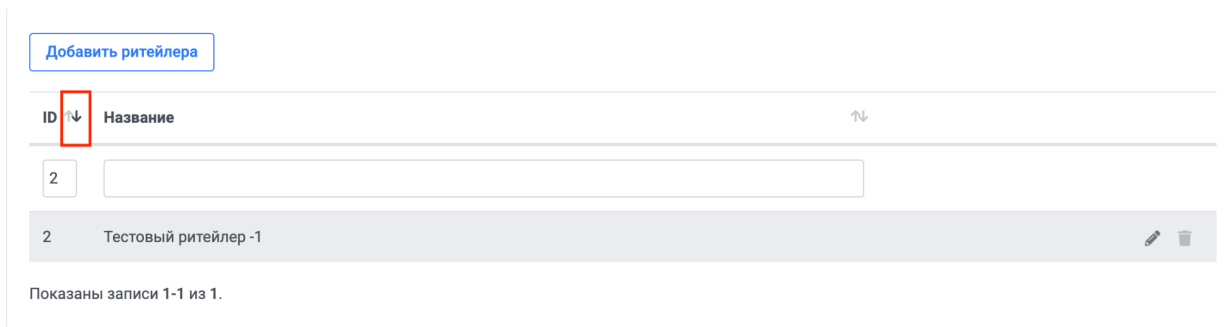 Добавить ритейлера
ID Название
2
2 Тестовый ритейлер -1
Показаны записи 1-1 из 1.